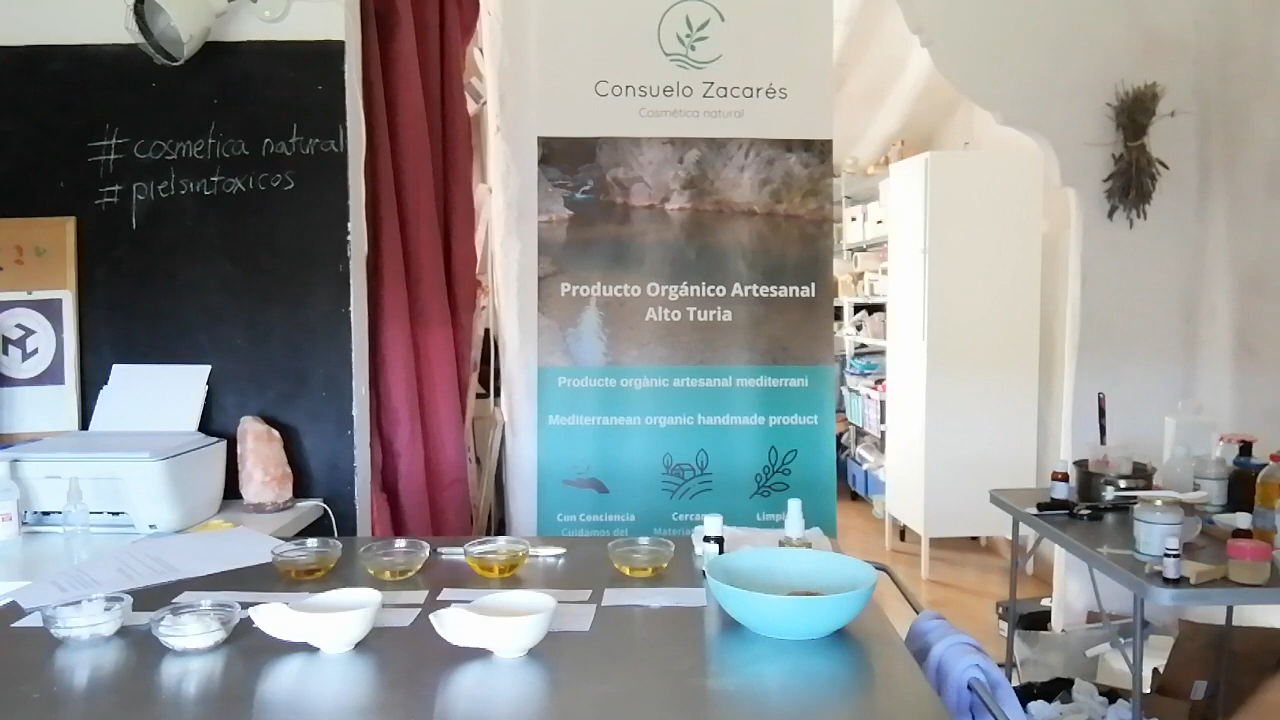 # cosmetica natural
# pielsintoxicos
Consuelo Zacarés
Cosmética natural
Producto Orgánico Artesanal
Alto Turia
Producte orgànic artesanal mediterrani
Mediterranean organic handmade product
Con Conciencia
Cuidamos del